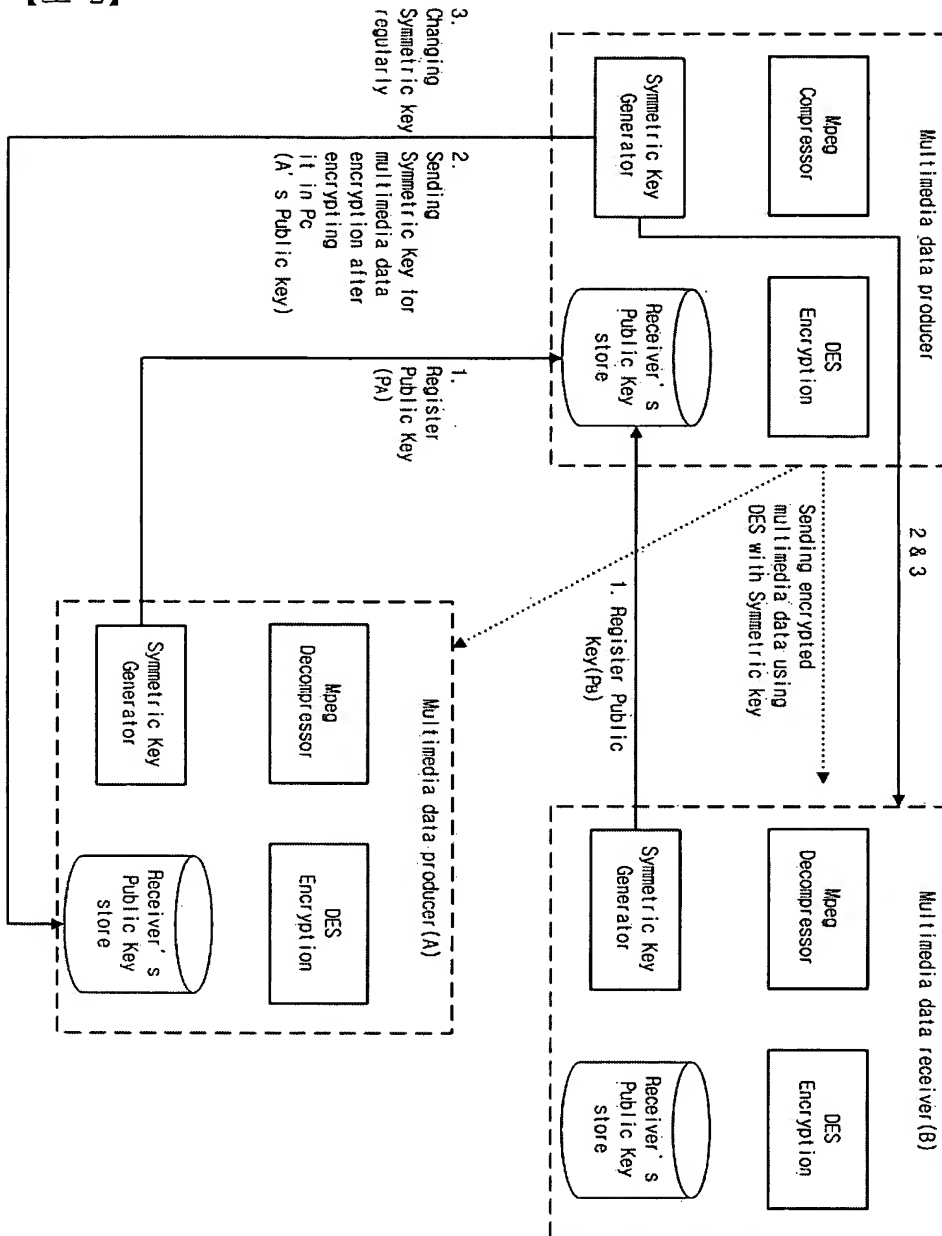 Multimedia data producer
Mpeg
Compressor
DES
Encryption
Symmetric Key
Generator
Receiver's
Public Key
store
2 & 3
Sending encrypted
multimedia data using
DES with Symmetric key
1. Register Public
Key(PB)
Multimedia data receiver(B)
Mpeg
Decompressor
DES
Encryption
Symmetric Key
Generator
Receiver's
Public Key
store
3.
Changing
Symmetric key
regularly
2.
Sending
Symmetric Key for
multimedia data
encryption after
encrypting
it in Pc
(A's Public key)
1.
Register
Public Key
(PA)
Multimedia data producer(A)
Mpeg
Decompressor
DES
Encryption
Symmetric Key
Generator
Receiver's
Public Key
store